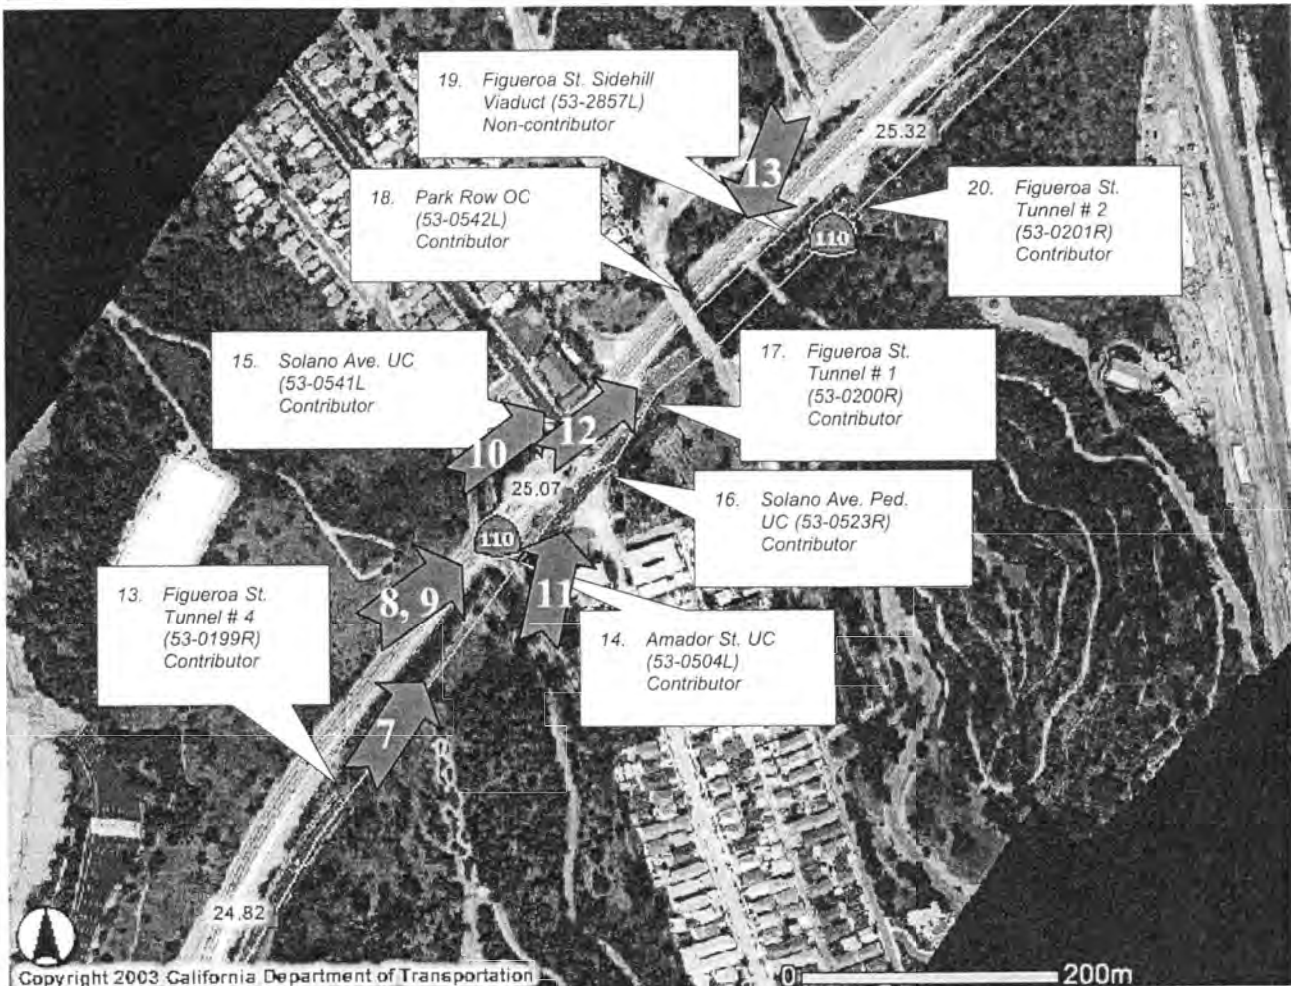 19. Figueroa St. Sidehill
Viaduct (53-2857L)
Non-contributor
13
25.32
18. Park Row OC
(53-0542L)
Contributor
20. Figueroa St.
Tunnel # 2
(53-0201R)
Contributor
110
15. Solano Ave. UC
(53-0541L
Contributor
17. Figueroa St.
Tunnel # 1
(53-0200R)
Contributor
10
12
25.07
16. Solano Ave. Ped.
UC (53-0523R)
Contributor
110
13. Figueroa St.
Tunnel # 4
(53-0199R)
Contributor
8, 9
11
14. Amador St. UC
(53-0504L)
Contributor
7
24.82
Copyright 2003 California Department of Transportation
0
200m